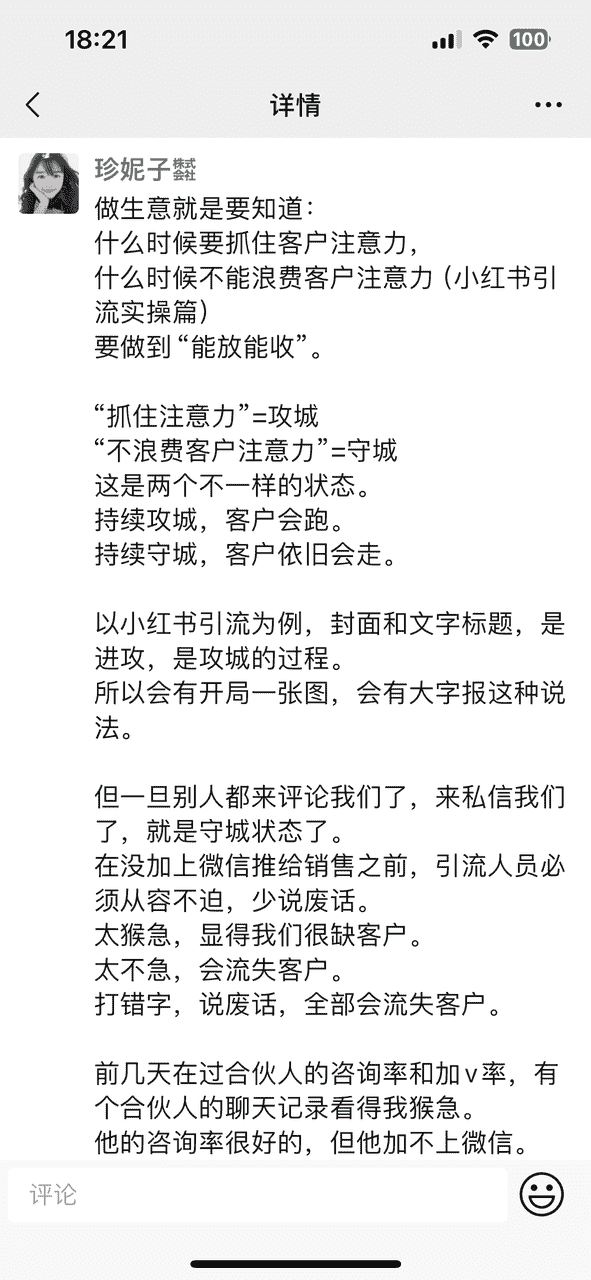 18:21
100
详情
珍妮子株式会社
做生意就是要知道：
什么时候要抓住客户注意力，
什么时候不能浪费客户注意力（小红书引
流实操篇）
要做到“能放能收”。
“抓住注意力”=攻城
“不浪费客户注意力”=守城
这是两个不一样的状态。
持续攻城，客户会跑。
持续守城，客户依旧会走。
以小红书引流为例，封面和文字标题，是
进攻，是攻城的过程。
所以会有开局一张图，会有大字报这种说
法。
但一旦别人都来评论我们了，来私信我们
了，就是守城状态了。
在没加上微信推给销售之前，引流人员必
须从容不迫，少说废话。
太猴急，显得我们很缺客户。
太不急，会流失客户。
打错字，说废话，全部会流失客户。
前几天在过合伙人的咨询率和加v率，有
个合伙人的聊天记录看得我猴急。
他的咨询率很好的，但他加不上微信。
评论